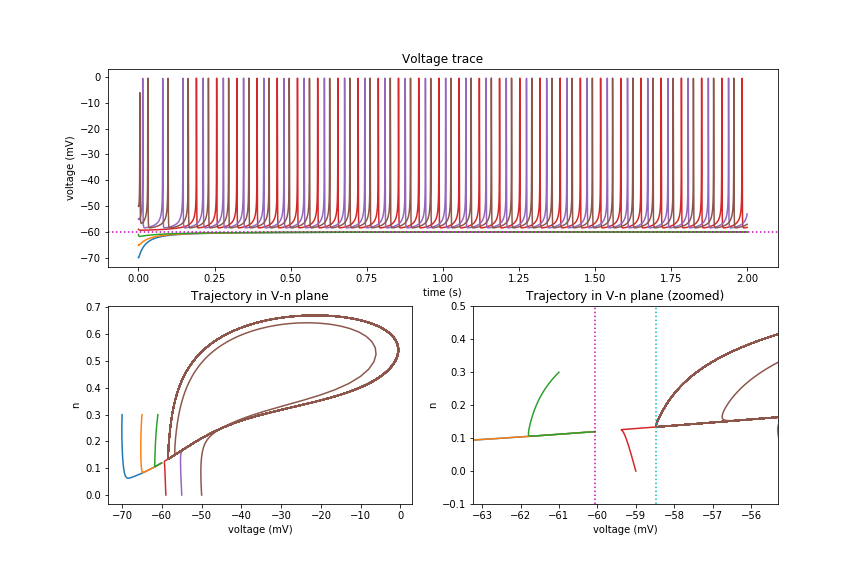 Voltage trace
voltage (mV)
0
−10
−20
−30
−40
−50
−60
−70
0.00 0.25 0.50 0.75 1.00 1.25 1.50 1.75 2.00
time (s)
Trajectory in V-n plane
n
0.7
0.6
0.5
0.4
0.3
0.2
0.1
0.0
−70 −60 −50 −40 −30 −20 −10 0
voltage (mV)
Trajectory in V-n plane (zoomed)
n
0.5
0.4
0.3
0.2
0.1
0.0
−0.1
−63 −62 −61 −60 −59 −58 −57 −56
voltage (mV)